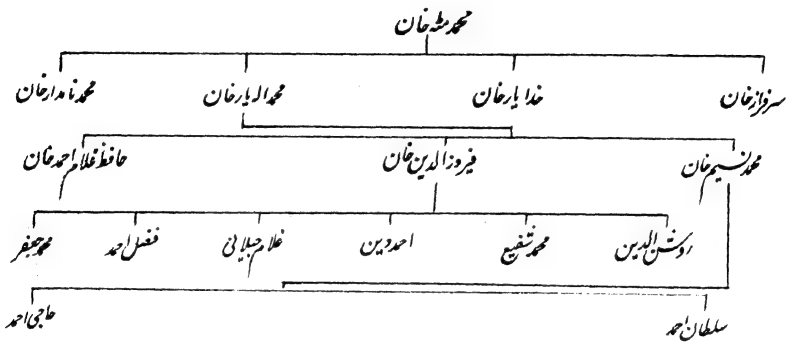 محمد مٹھ خان
سرفراز خان خدا یار خان محمد الہ یار خان محمد نامدار خان
محمد نسیم خان فیروز الدین خان حافظ غلام احمد خان
روشن الدین محمد شفیع احمد دین غلام جیلانی فضل احمد محمد جعفر
سلطان احمد حاجی احمد